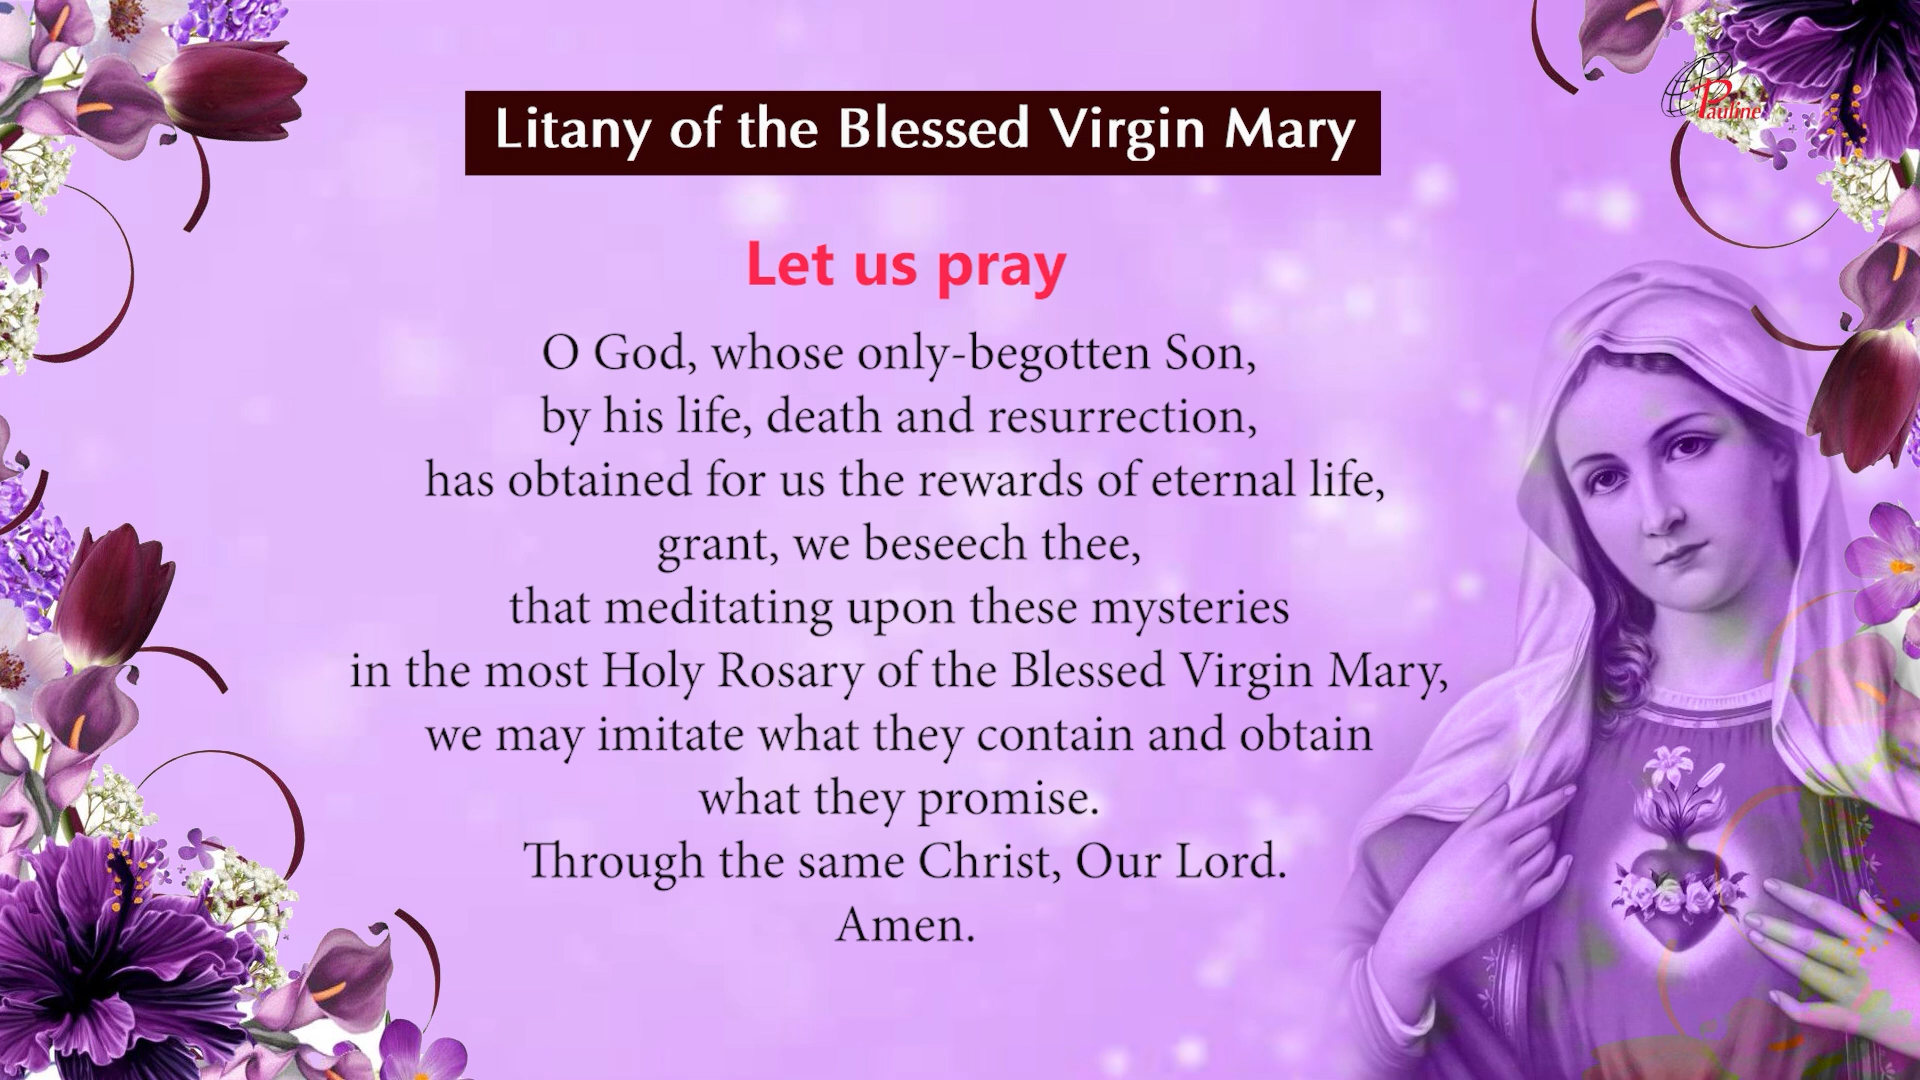 Pauline
Litany of the Blessed Virgin Mary
Let us pray
O God, whose only-begotten Son,
by his life, death and resurrection,
has obtained for us the rewards of eternal life,
grant, we beseech thee,
that meditating upon these mysteries
in the most Holy Rosary of the Blessed Virgin Mary,
we may imitate what they contain and obtain
what they promise.
Through the same Christ, Our Lord.
Amen.